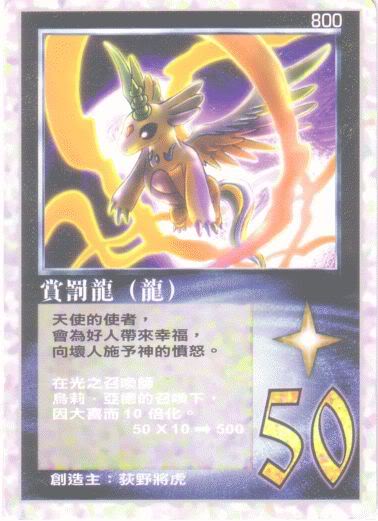 800
賞罰龍（龍）
天使的使者，
會為好人帶來幸福，
向壞人施予神的憤怒。
在光之召喚師
烏莉·亞德的召喚下，
因大喜而10倍化。
50 X 10 ➡ 500
50
創造主：荻野將虎